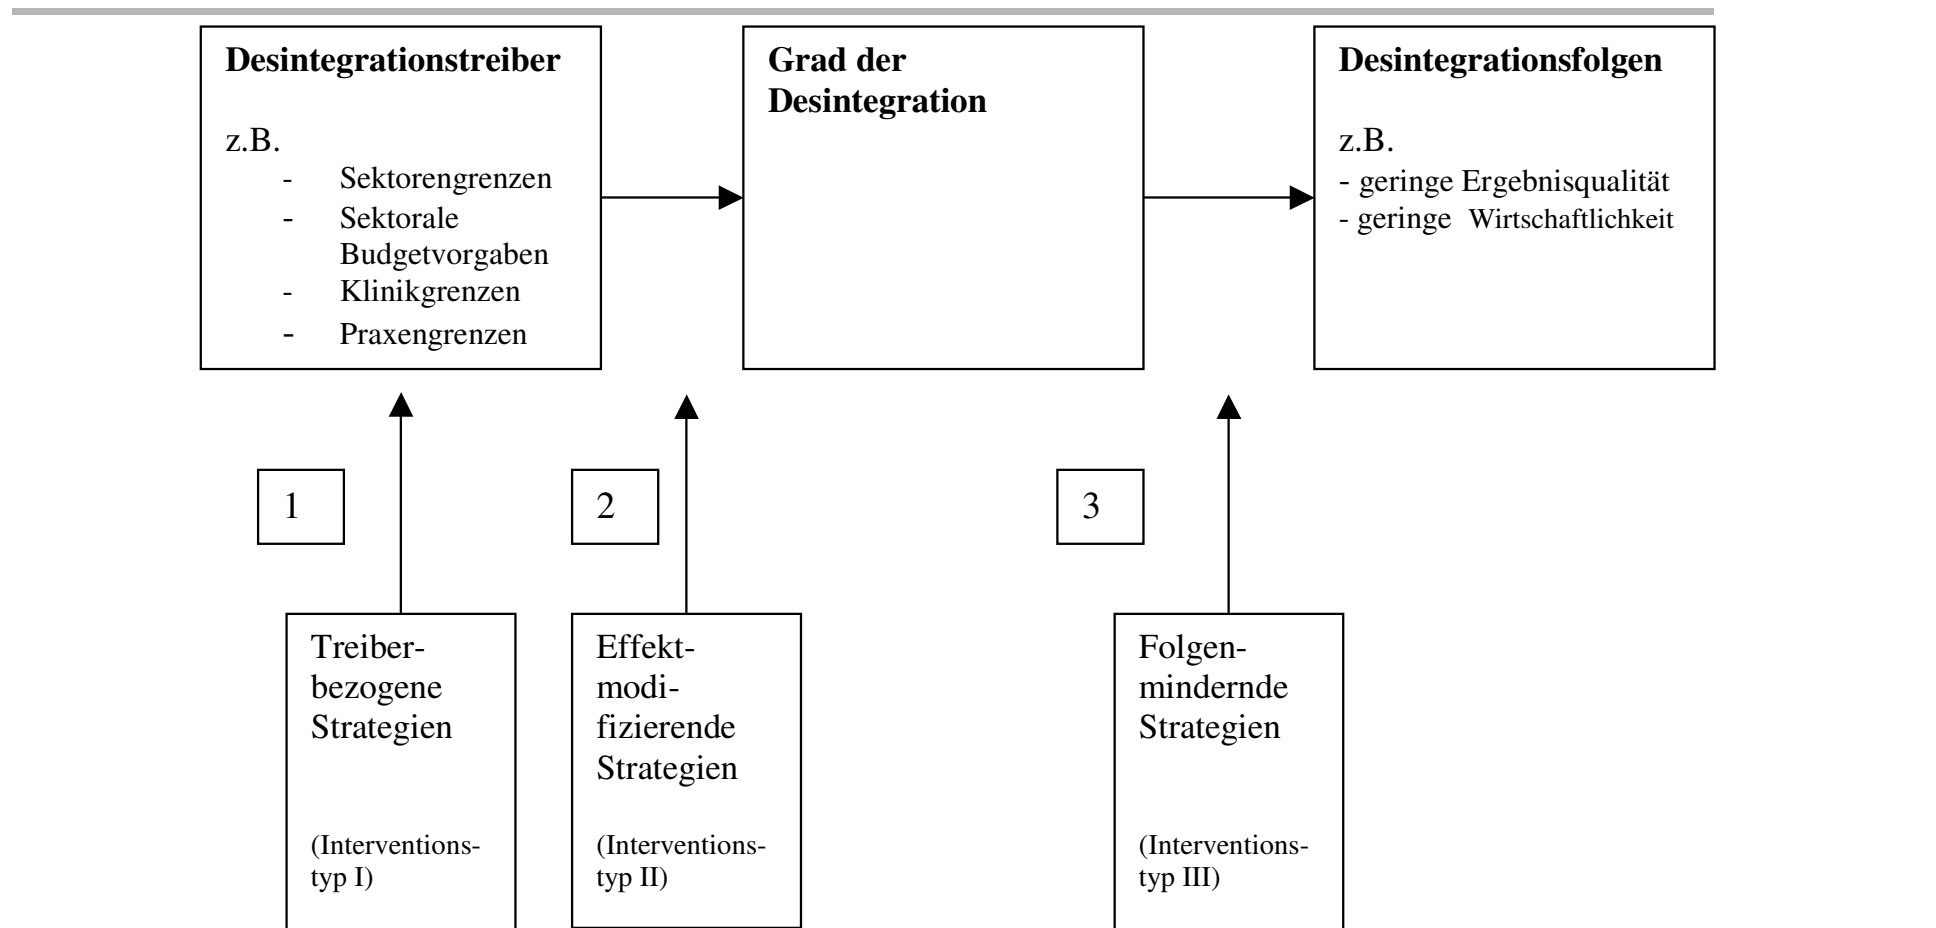 Desintegrationstreiber
z.B.
- Sektorengrenzen
- Sektorale
Budgetvorgaben
- Klinikgrenzen
- Praxengrenzen
Grad der
Desintegration
Desintegrationsfolgen
z.B.
- geringe Ergebnisqualität
- geringe Wirtschaftlichkeit
1
2
3
Treiber-
bezogene
Strategien
(Interventions-
typ I)
Effekt-
modi-
fizierende
Strategien
(Interventions-
typ II)
Folgen-
mindernde
Strategien
(Interventions-
typ III)